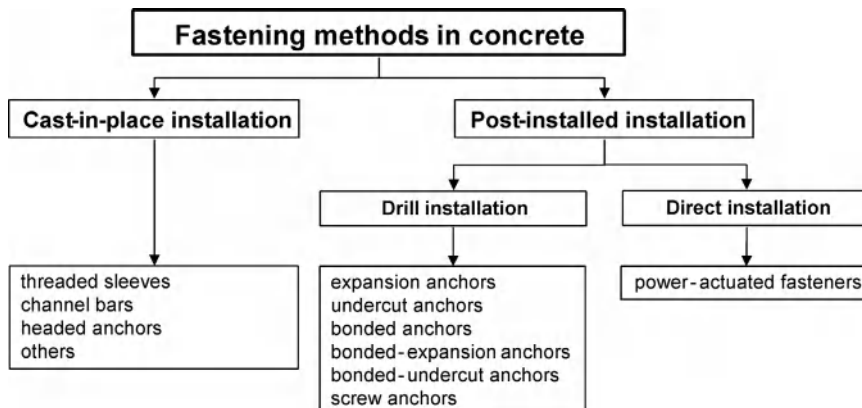 Fastening methods in concrete
Cast-in-place installation
Post-installed installation
Drill installation
Direct installation
threaded sleeves
channel bars
headed anchors
others
expansion anchors
undercut anchors
bonded anchors
bonded-expansion anchors
bonded-undercut anchors
screw anchors
power-actuated fasteners